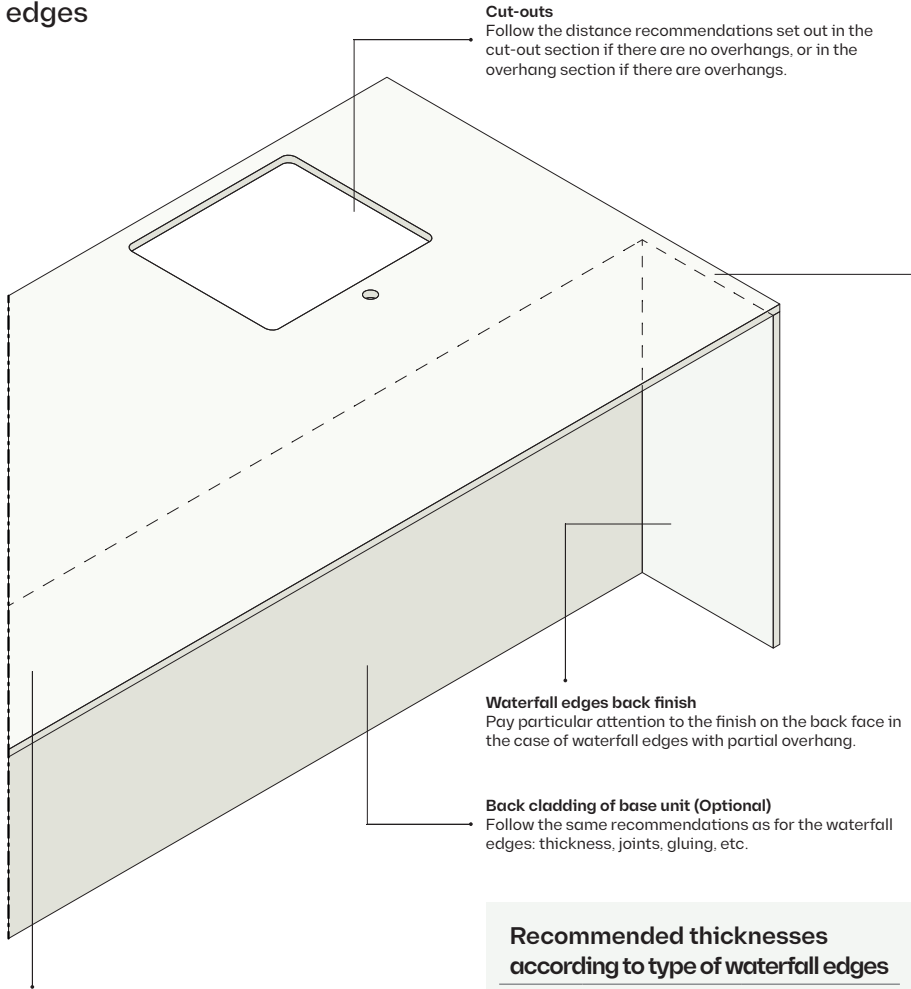 edges
Cut-outs
Follow the distance recommendations set out in the
cut-out section if there are no overhangs, or in the
overhang section if there are overhangs.
Waterfall edges back finish
Pay particular attention to the finish on the back face in
the case of waterfall edges with partial overhang.
Back cladding of base unit (Optional)
Follow the same recommendations as for the waterfall
edges: thickness, joints, gluing, etc.
Recommended thicknesses
according to type of waterfall edges